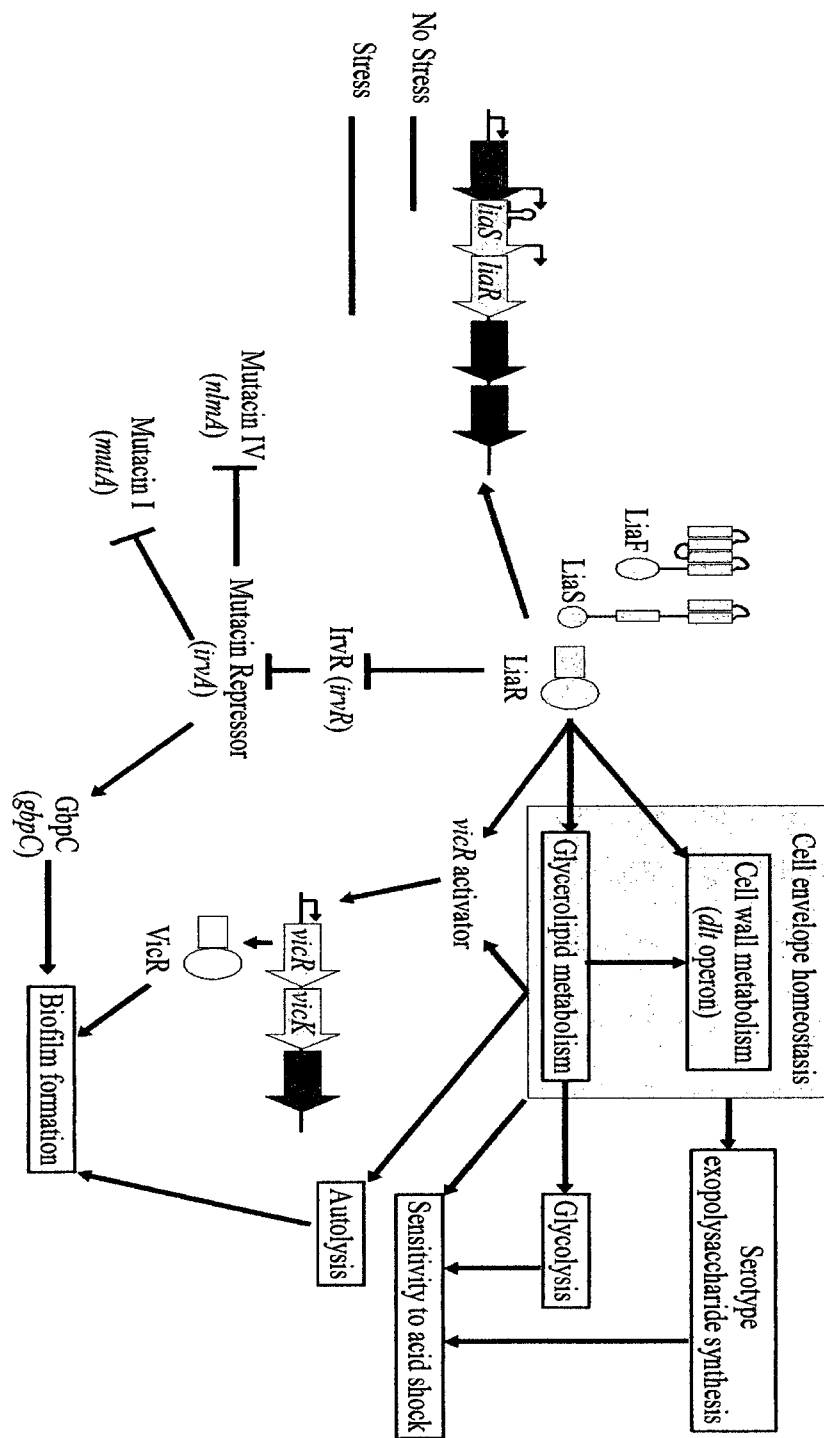 LiaF
LiaS
LiaR
Cell envelope homeostasis
Cell wall metabolism
(dlt operon)
Glycerolipid metabolism
Serotype
exopolysaccharide synthesis
Glycolysis
Sensitivity to acid shock
Autolysis
liaS
liaR
No Stress
Stress
IrvR (irvR)
Mutacin Repressor
(irvA)
Mutacin IV
(nlmA)
Mutacin I
(mutA)
vicR activator
vicR
vicK
VicR
GbpC
(gbpC)
Biofilm formation